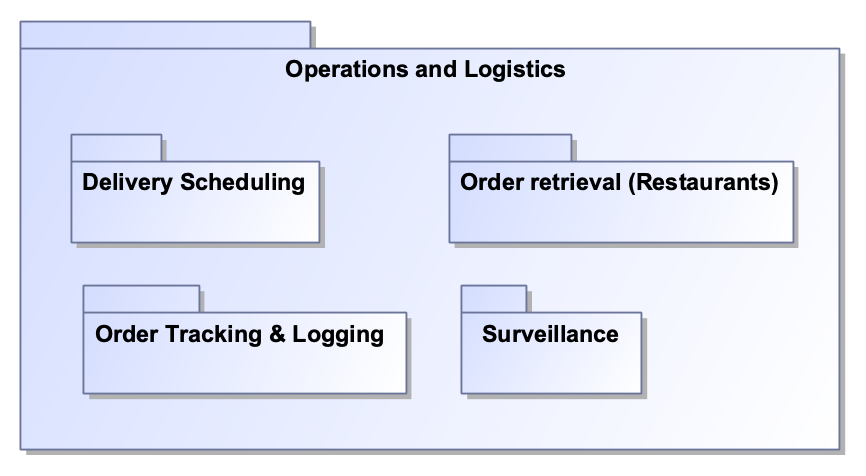 Operations and Logistics
Delivery Scheduling
Order retrieval (Restaurants)
Order Tracking & Logging
Surveillance